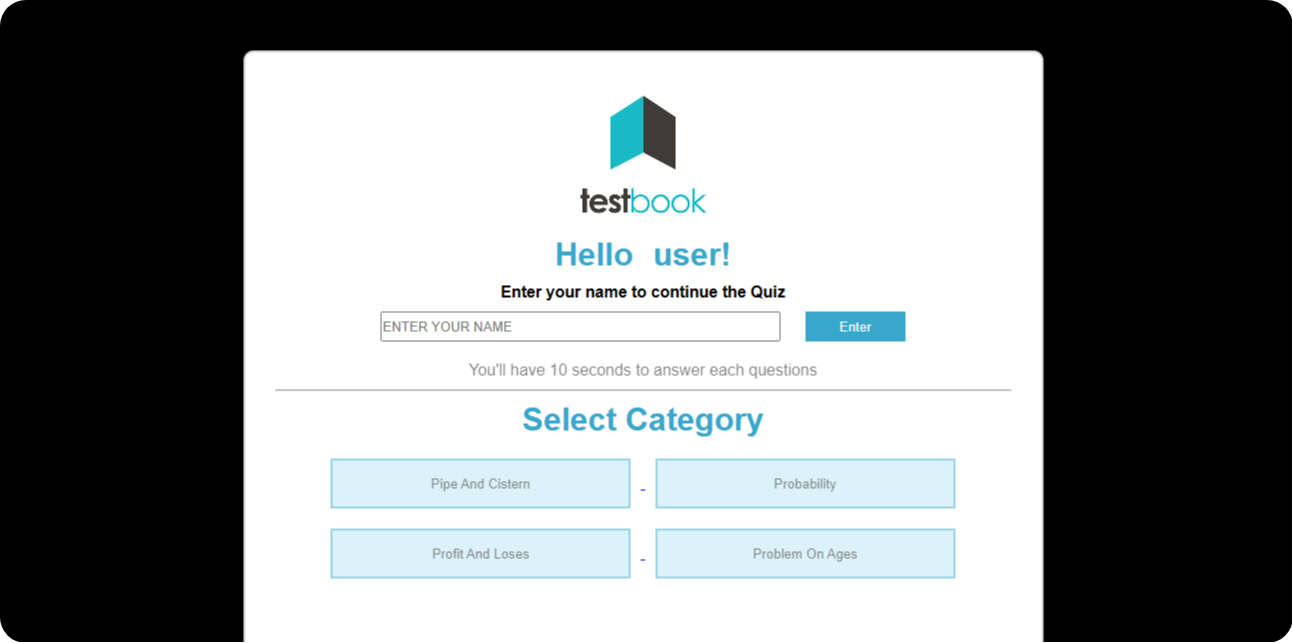 testbook
Hello user!
Enter your name to continue the Quiz
ENTER YOUR NAME
Enter
You'll have 10 seconds to answer each questions
Select Category
Pipe And Cistern - Probability
Profit And Loses - Problem On Ages